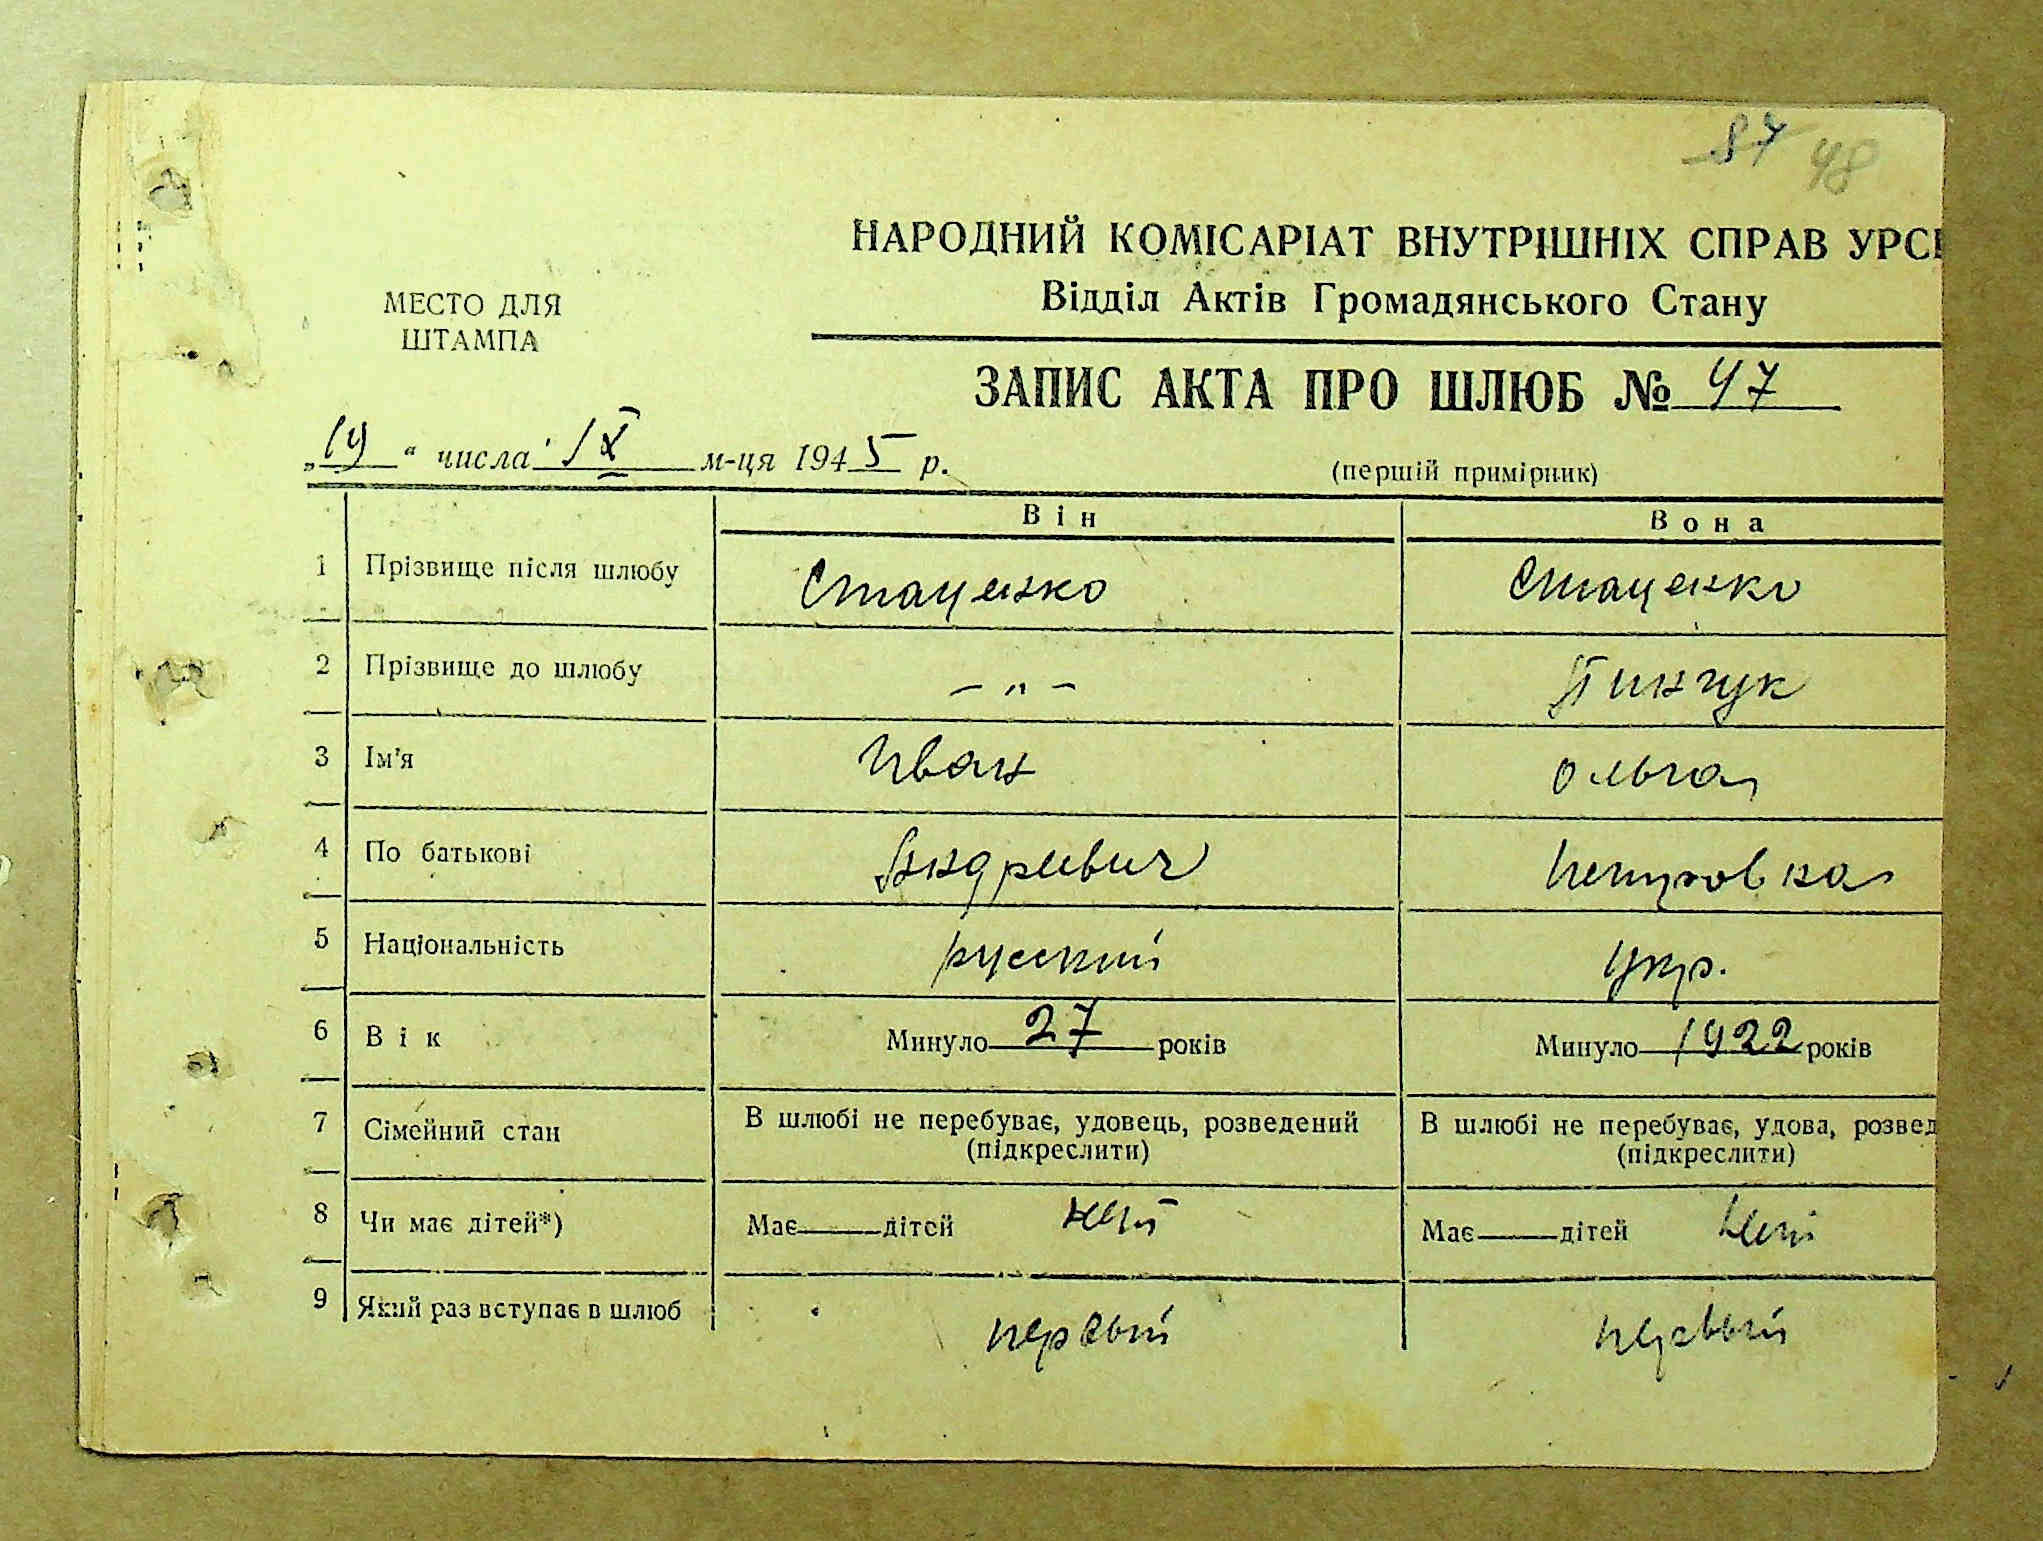 87 48
НАРОДНИЙ КОМІСАРІАТ ВНУТРІШНІХ СПРАВ УРС
Відділ Актів Громадянського Стану
МЕСТО ДЛЯ
ШТАМПА
ЗАПИС АКТА ПРО ШЛЮБ № 47
„19“ числа IX м-ця 1945 р.
(першій примірник)
Він Вона
1 Прізвище після шлюбу Стаценко Стаценко
2 Прізвище до шлюбу –"– Пинчук
3 Ім'я Иван Ольга
4 По батькові Андреевич
5 Національність русский укр.
6 Вік Минуло 27 років Минуло 1922 років
7 Сімейний стан В шлюбі не перебуває, удовець, розведений В шлюбі не перебуває, удова, розвед
(підкреслити) (підкреслити)
8 Чи має дітей*) Має дітей нет Має дітей нет
9 Який раз вступає в шлюб первый первый